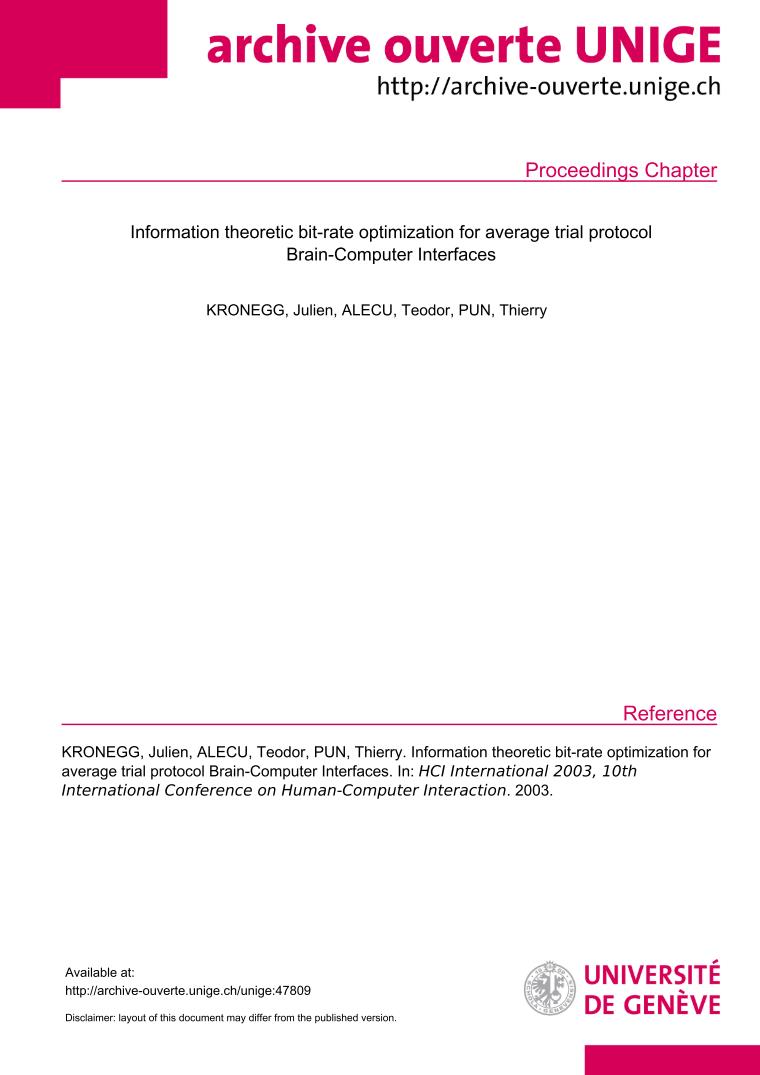 archive ouverte UNIGE
http://archive-ouverte.unige.ch
Proceedings Chapter
Information theoretic bit-rate optimization for average trial protocol
Brain-Computer Interfaces
KRONEGG, Julien, ALECU, Teodor, PUN, Thierry
Reference
KRONEGG, Julien, ALECU, Teodor, PUN, Thierry. Information theoretic bit-rate optimization for
average trial protocol Brain-Computer Interfaces. In: HCI International 2003, 10th
International Conference on Human-Computer Interaction. 2003.
Available at:
http://archive-ouverte.unige.ch/unige:47809
Disclaimer: layout of this document may differ from the published version.
UNIVERSITÉ
DE GENÈVE